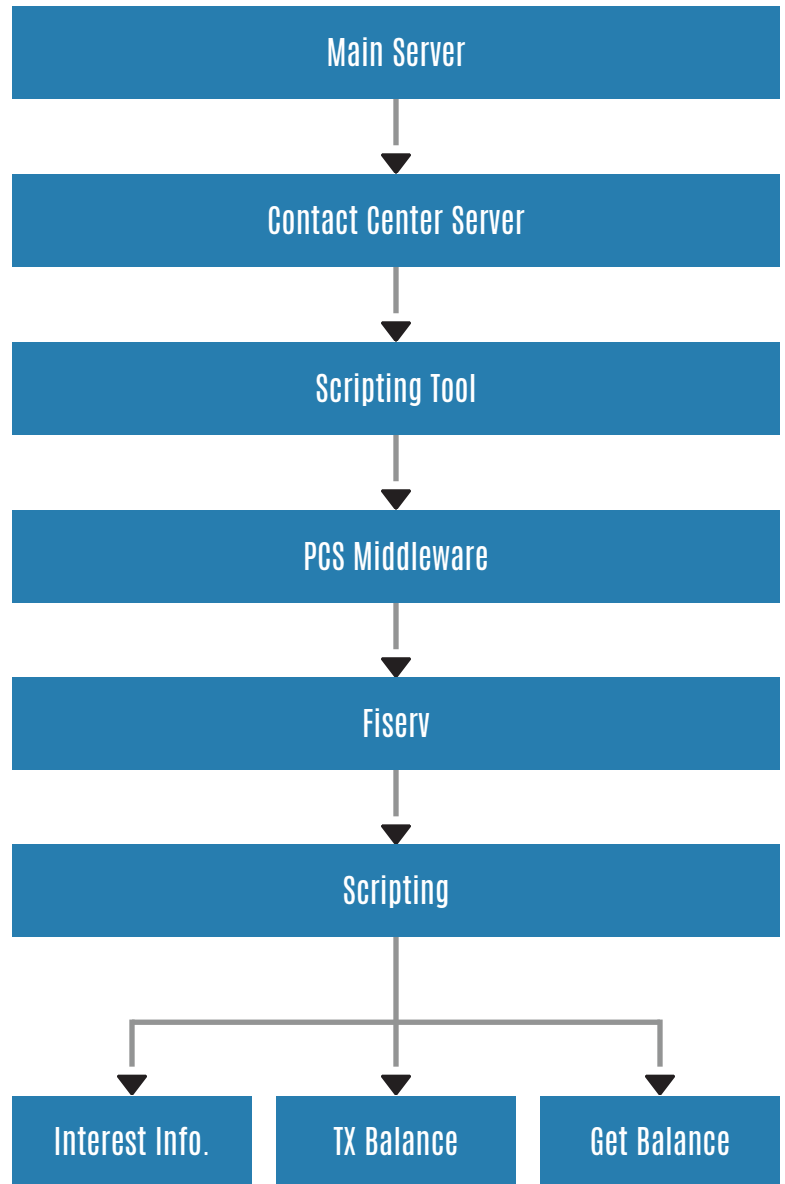 Main Server
Contact Center Server
Scripting Tool
PCS Middleware
Fiserv
Scripting
Interest Info.
TX Balance
Get Balance